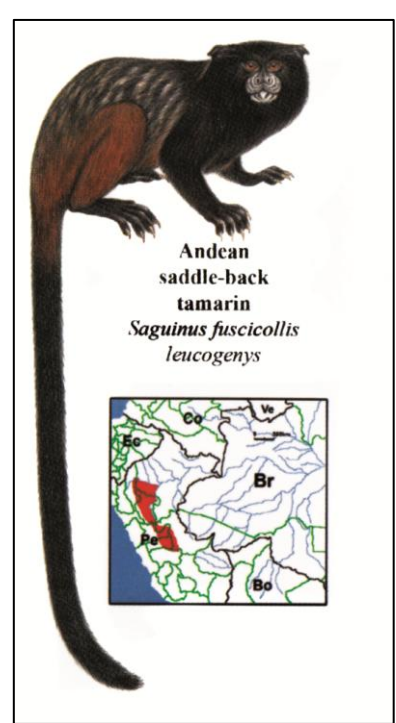 Andean
saddle-back
tamarin
Saguinus fuscicollis
leucogenys
Ve
Co
Ec
Br
Pe
Bo